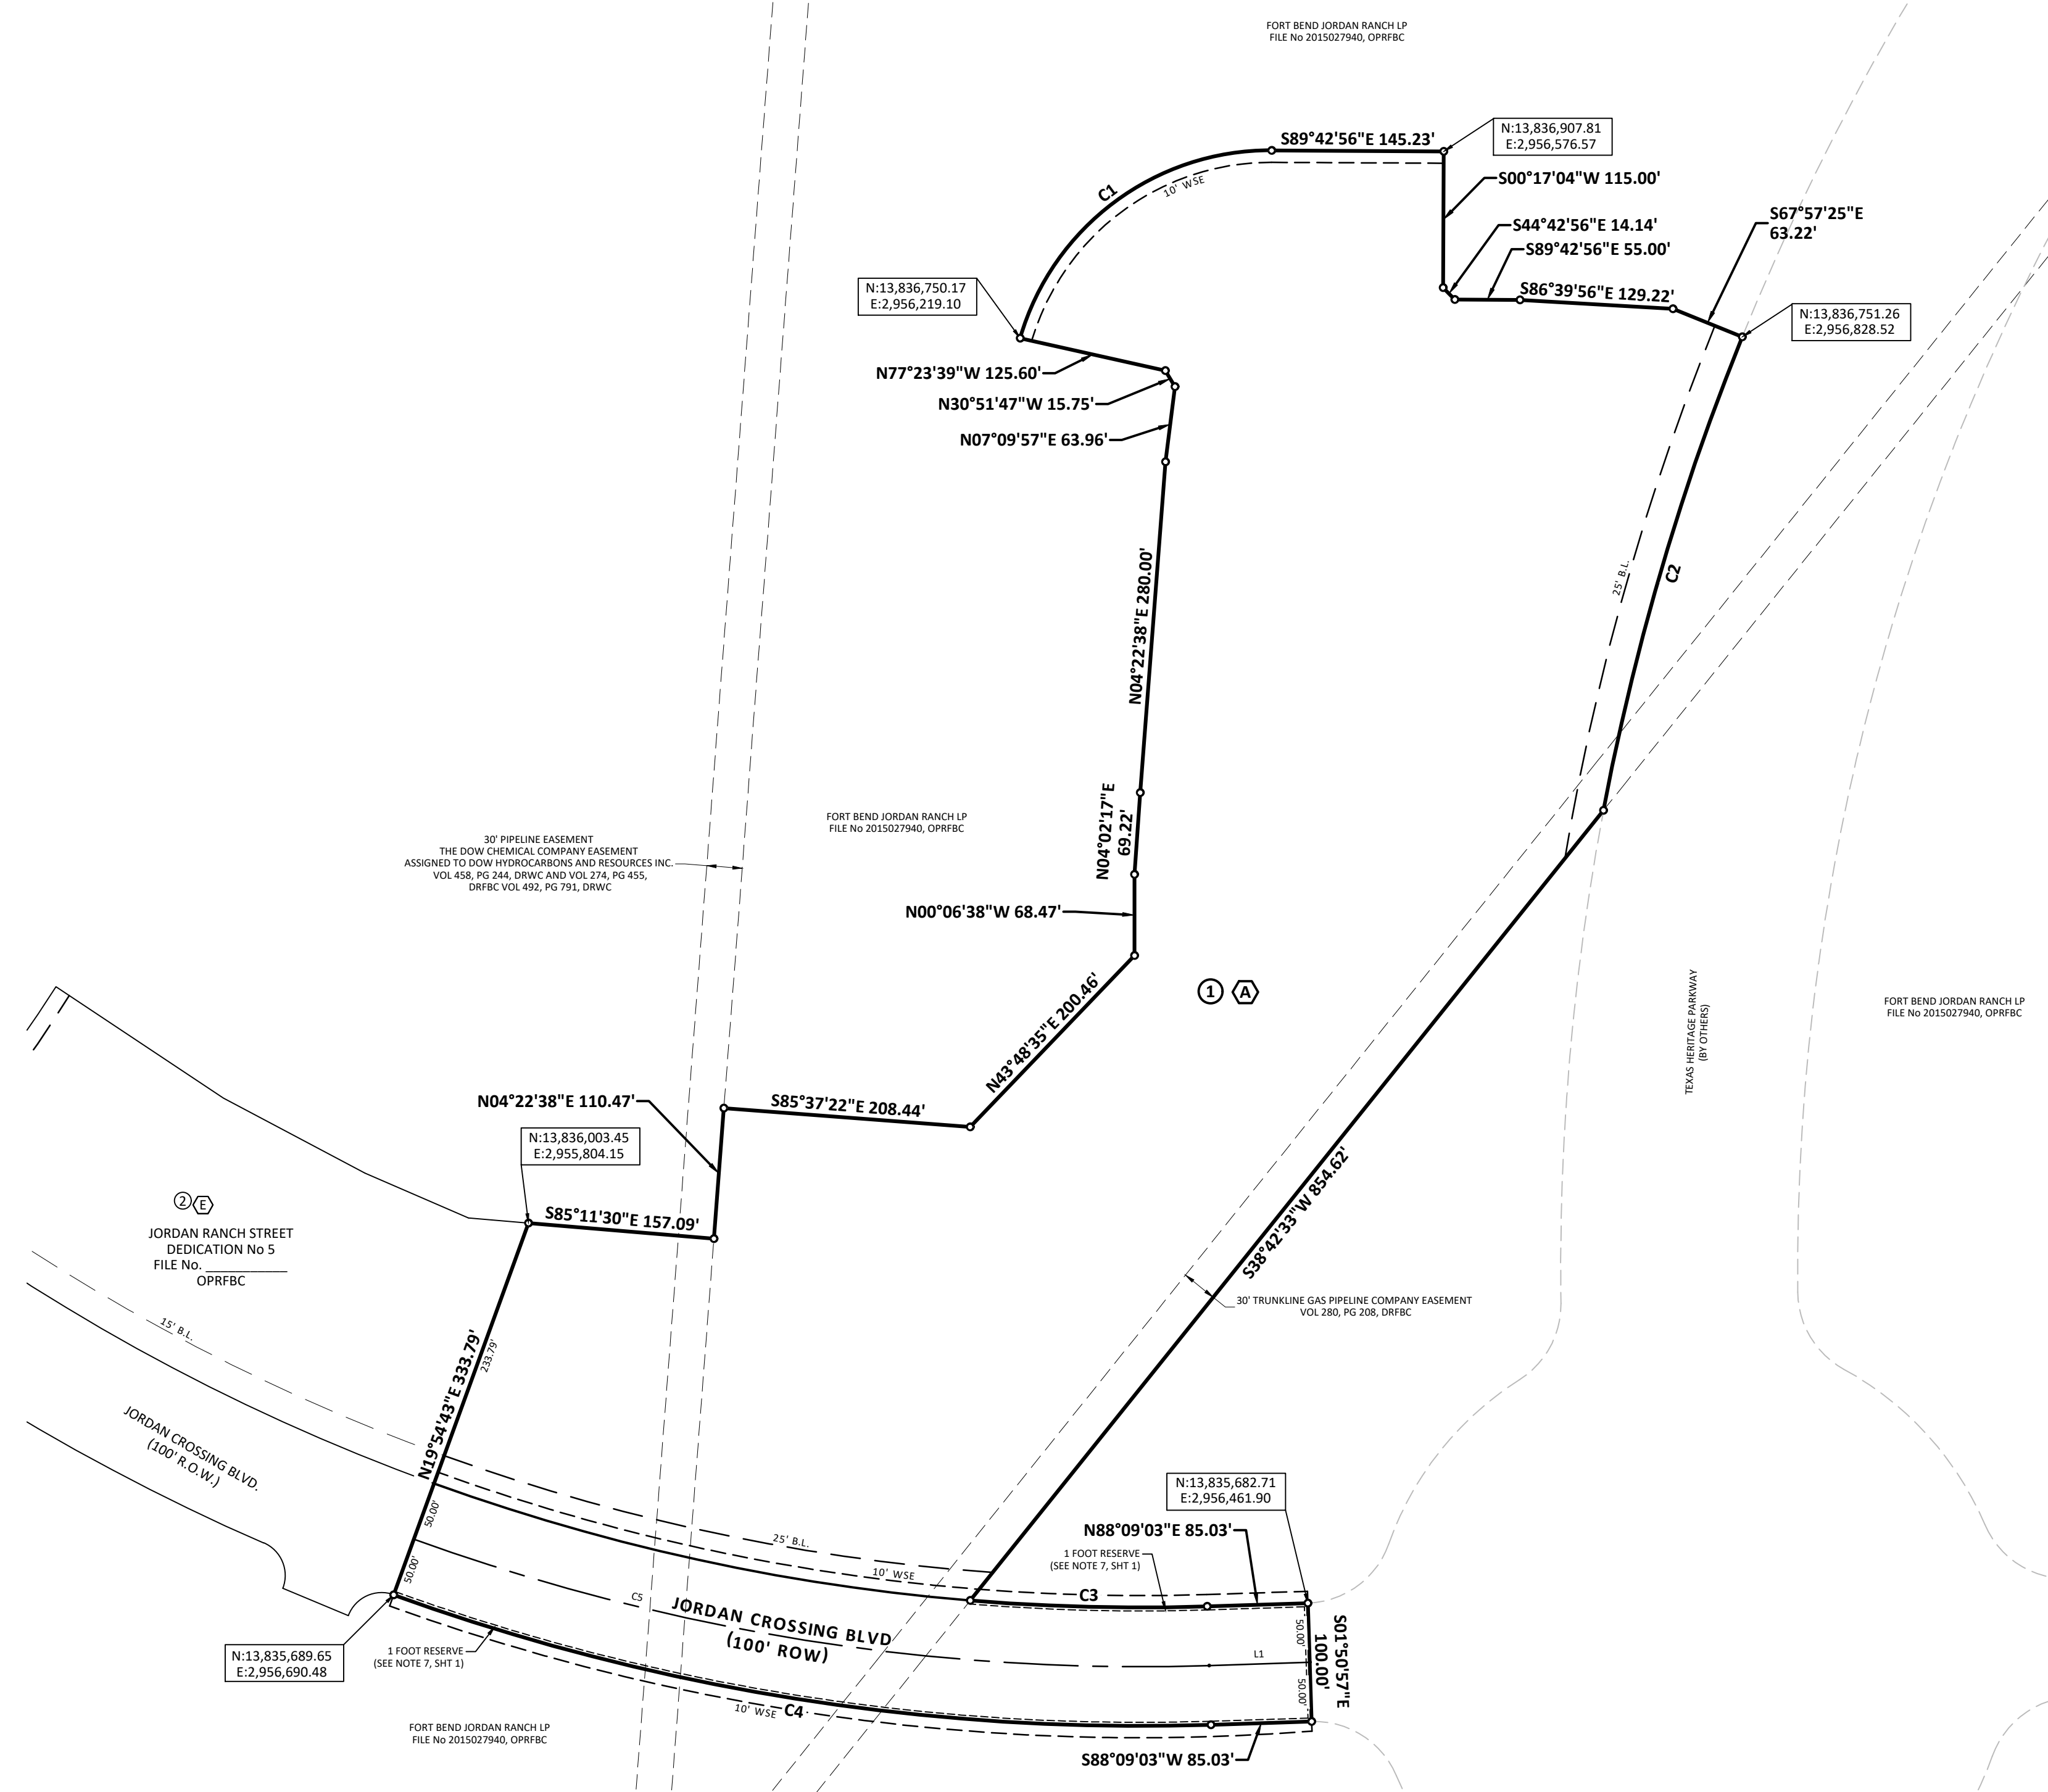 FORT BEND JORDAN RANCH LP
FILE No 2015027940, OPRFBC
N:13,836,907.81
E:2,956,576.57
S89°42'56"E 145.23'
S00°17'04"W 115.00'
C1
10' WSE
S44°42'56"E 14.14'
S67°57'25"E
63.22'
S89°42'56"E 55.00'
S86°39'56"E 129.22'
N:13,836,750.17
E:2,956,219.10
N:13,836,751.26
E:2,956,828.52
N77°23'39"W 125.60'
N30°51'47"W 15.75'
N07°09'57"E 63.96'
C2
25' B.L.
N04°22'38"E 280.00'
N04°02'17"E
69.22'
FORT BEND JORDAN RANCH LP
FILE No 2015027940, OPRFBC
30' PIPELINE EASEMENT
THE DOW CHEMICAL COMPANY EASEMENT
ASSIGNED TO DOW HYDROCARBONS AND RESOURCES INC.
VOL 458, PG 244, DRWC AND VOL 274, PG 455,
DRFBC VOL 492, PG 791, DRWC
N00°06'38"W 68.47'
1 A
TEXAS HERITAGE PARKWAY
(BY OTHERS)
FORT BEND JORDAN RANCH LP
FILE No 2015027940, OPRFBC
N43°48'35"E 200.46'
N04°22'38"E 110.47'
S85°37'22"E 208.44'
N:13,836,003.45
E:2,955,804.15
S85°11'30"E 157.09'
2 E
JORDAN RANCH STREET
DEDICATION No 5
FILE No. ___________
OPRFBC
S38°42'33"W 854.62'
30' TRUNKLINE GAS PIPELINE COMPANY EASEMENT
VOL 280, PG 208, DRFBC
15' B.L.
N19°54'43"E 333.79'
233.79'
JORDAN CROSSING BLVD.
(100' R.O.W.)
50.00'
50.00'
N:13,835,682.71
E:2,956,461.90
N88°09'03"E 85.03'
1 FOOT RESERVE
(SEE NOTE 7, SHT 1)
25' B.L.
10' WSE
C3
C5
JORDAN CROSSING BLVD
(100' ROW)
S01°50'57"E
100.00'
50.00'
L1
50.00'
N:13,835,689.65
E:2,956,690.48
1 FOOT RESERVE
(SEE NOTE 7, SHT 1)
10' WSE
C4
S88°09'03"W 85.03'
FORT BEND JORDAN RANCH LP
FILE No 2015027940, OPRFBC